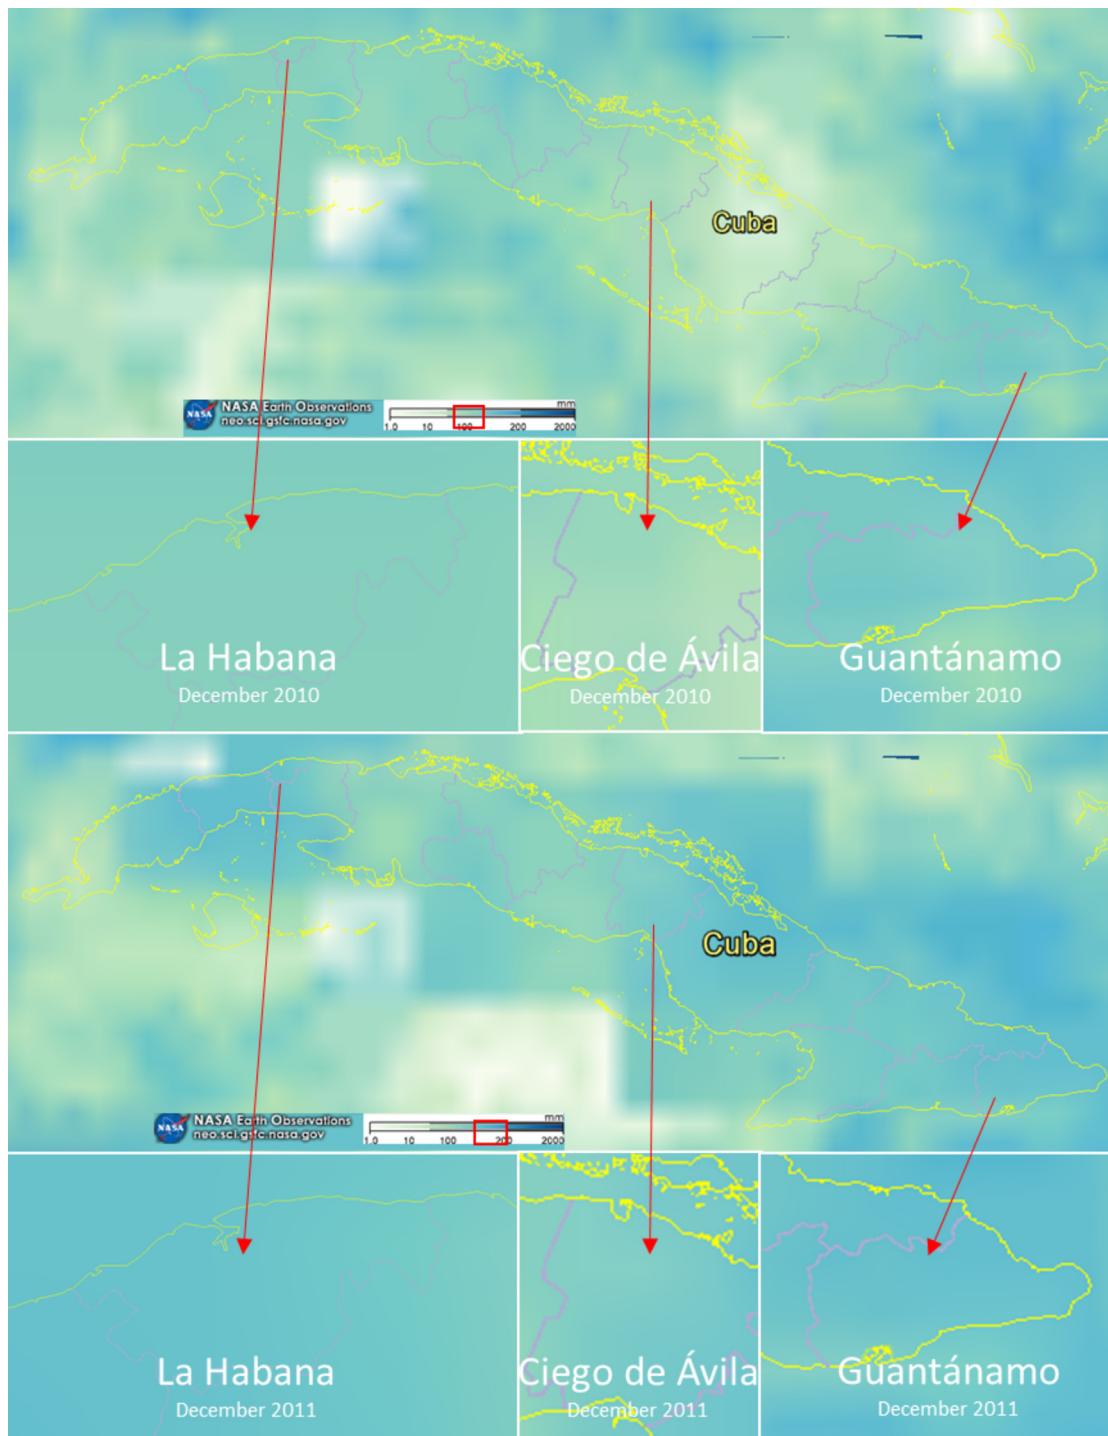 Cuba
NASA
NASA Earth Observations
neo.sci.gsfc.nasa.gov
mm
1.0 10 100 200 2000
La Habana
December 2010
Ciego de Ávila
December 2010
Guantánamo
December 2010
Cuba
NASA
NASA Earth Observations
neo.sci.gsfc.nasa.gov
mm
1.0 10 100 200 2000
La Habana
December 2011
Ciego de Ávila
December 2011
Guantánamo
December 2011